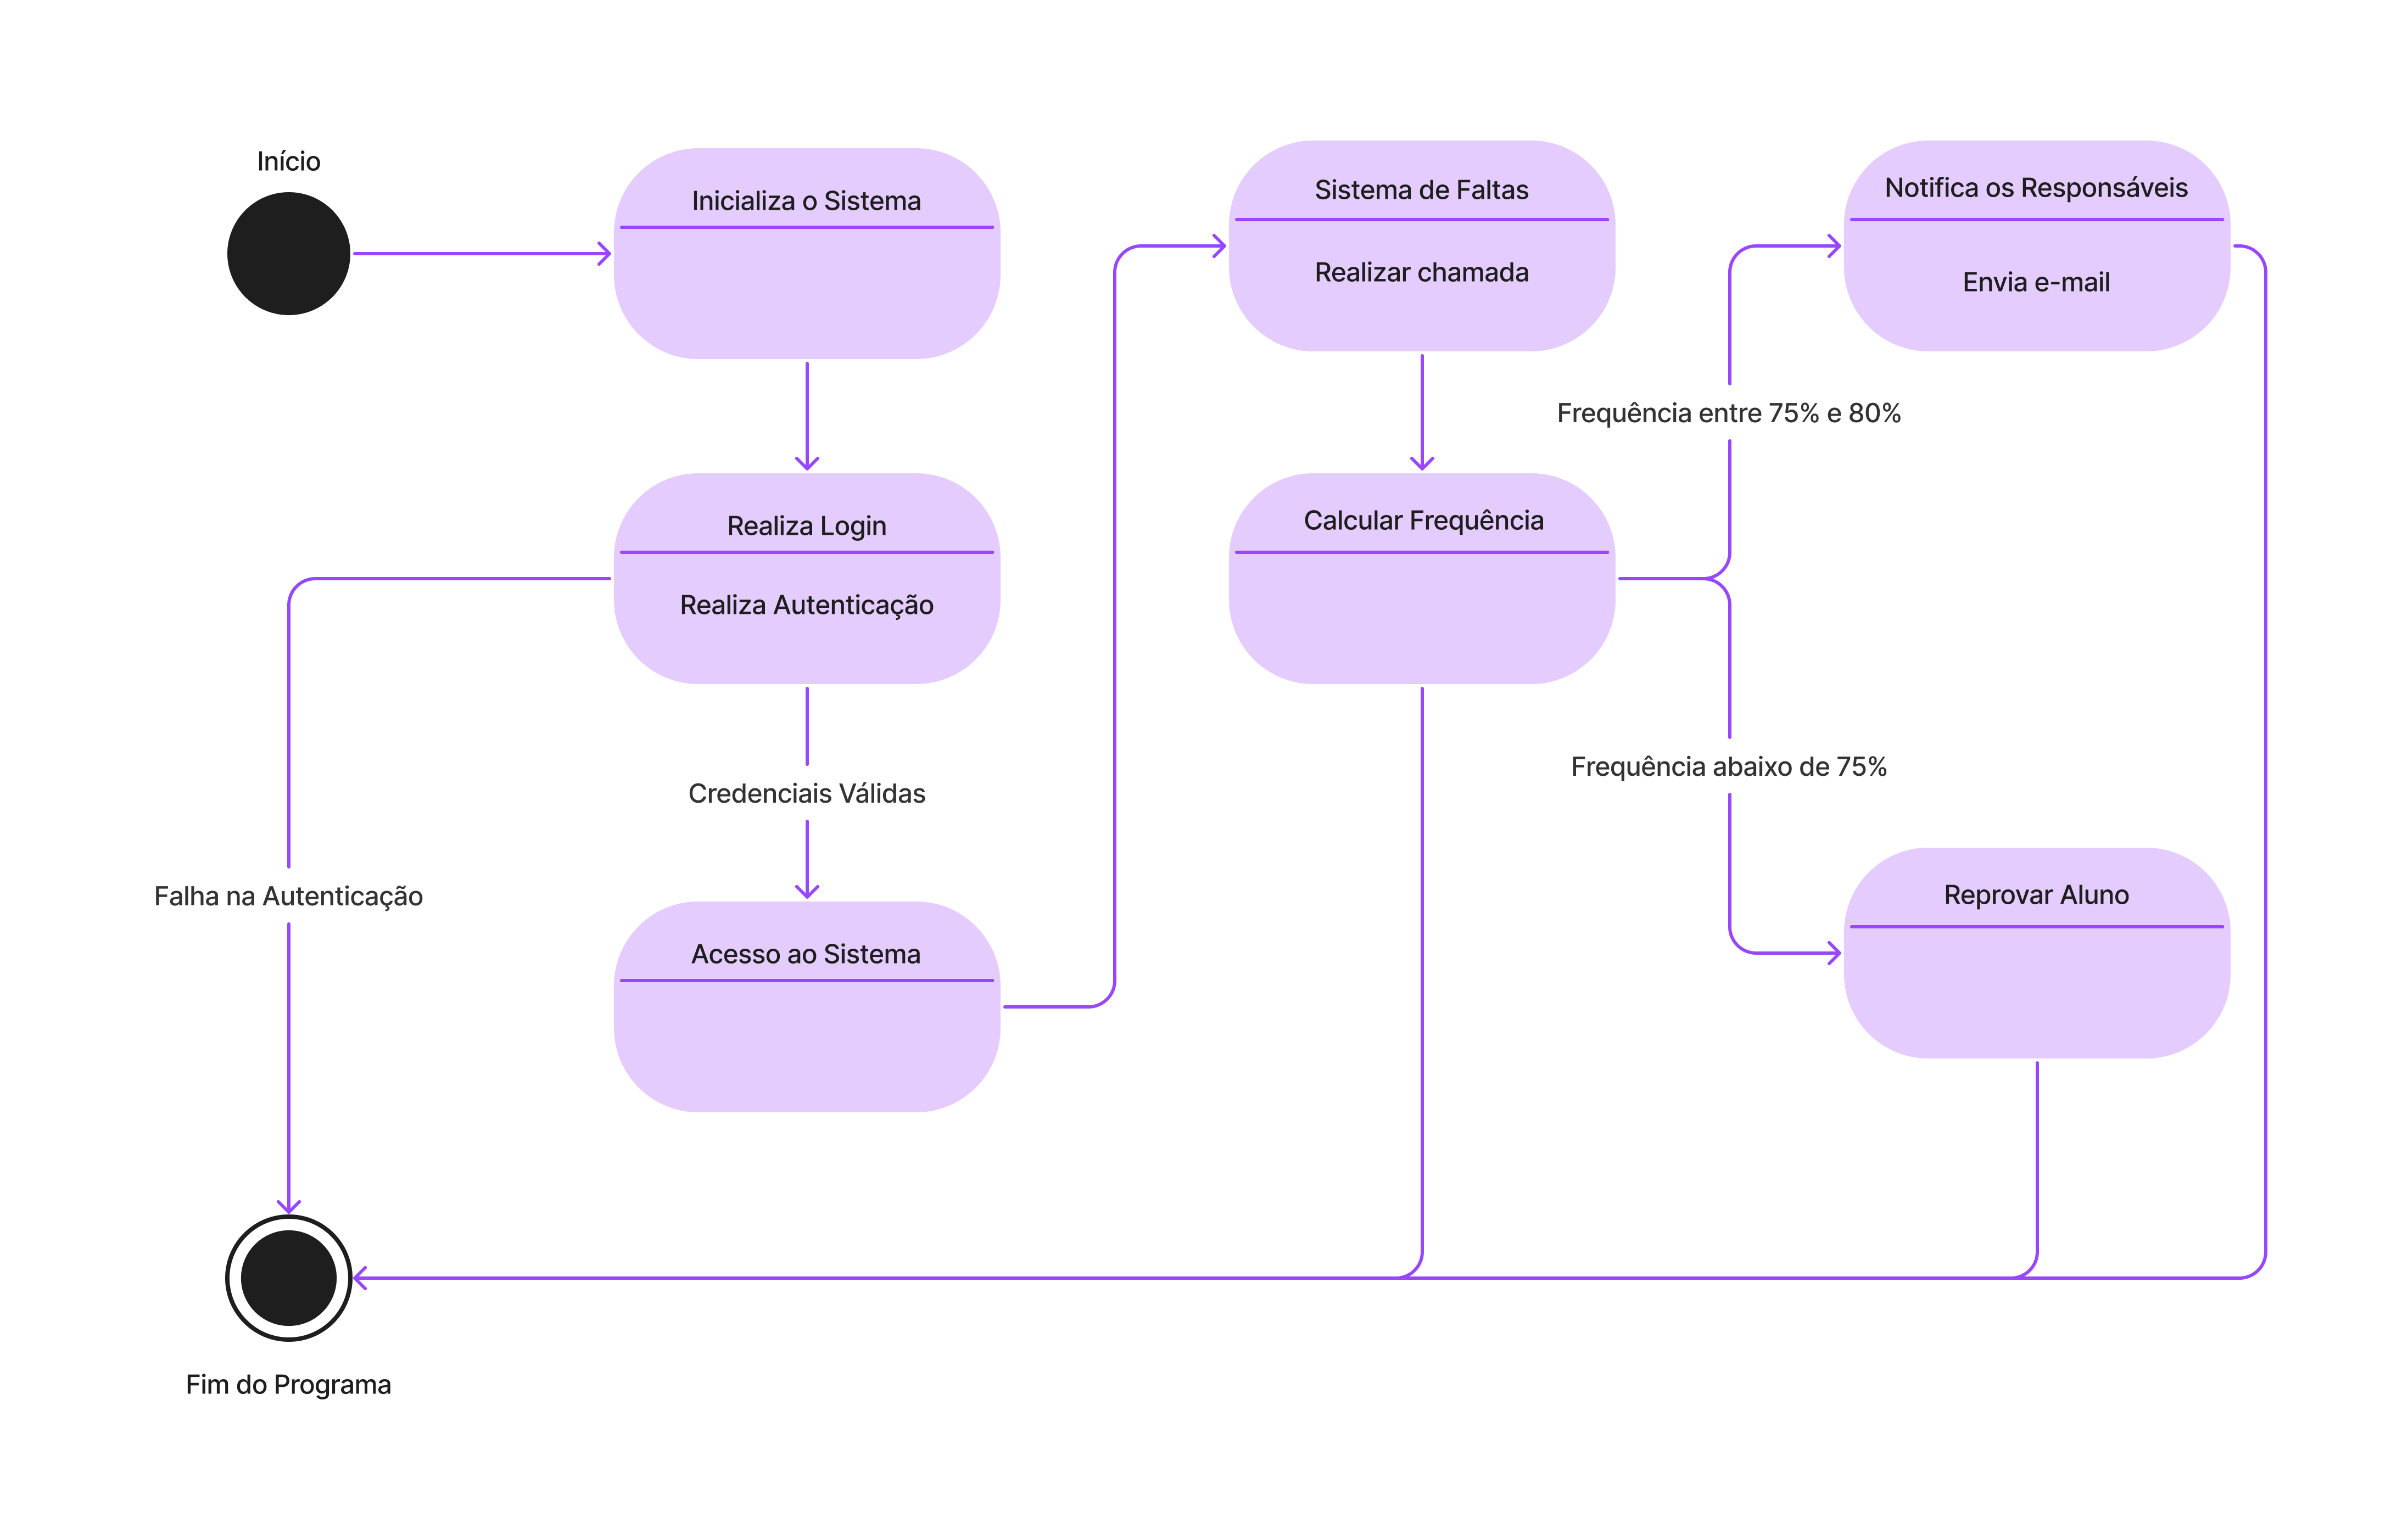 Início
Inicializa o Sistema
Realiza Login
Realiza Autenticação
Credenciais Válidas
Falha na Autenticação
Acesso ao Sistema
Sistema de Faltas
Realizar chamada
Calcular Frequência
Frequência entre 75% e 80%
Notifica os Responsáveis
Envia e-mail
Frequência abaixo de 75%
Reprovar Aluno
Fim do Programa